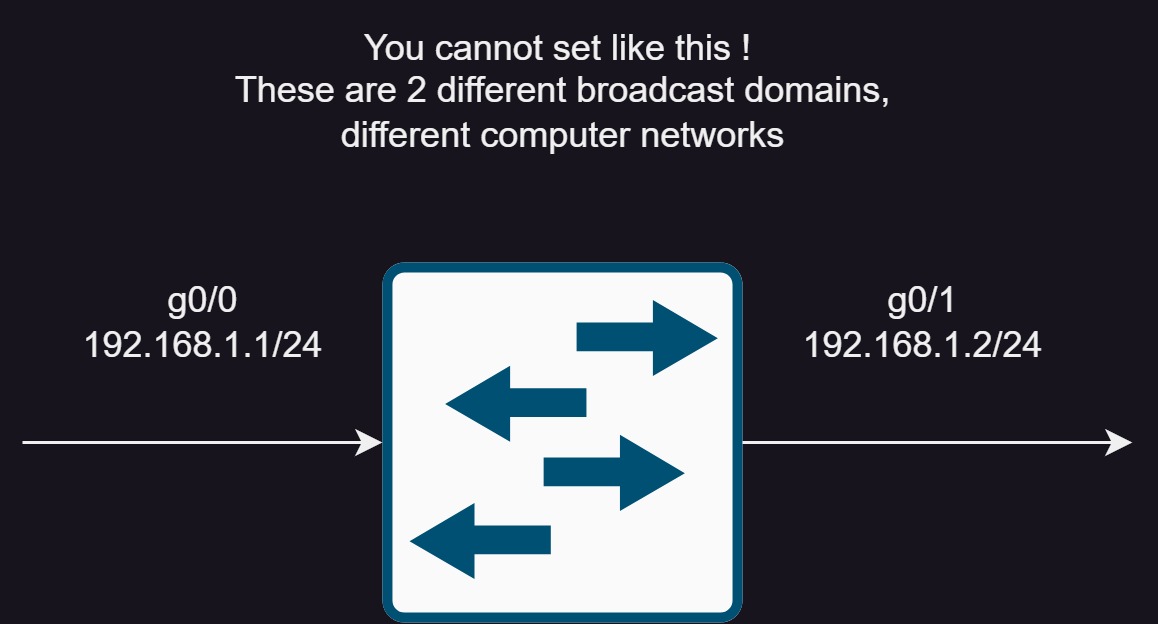 You cannot set like this !
These are 2 different broadcast domains,
different computer networks
g0/0
192.168.1.1/24
g0/1
192.168.1.2/24